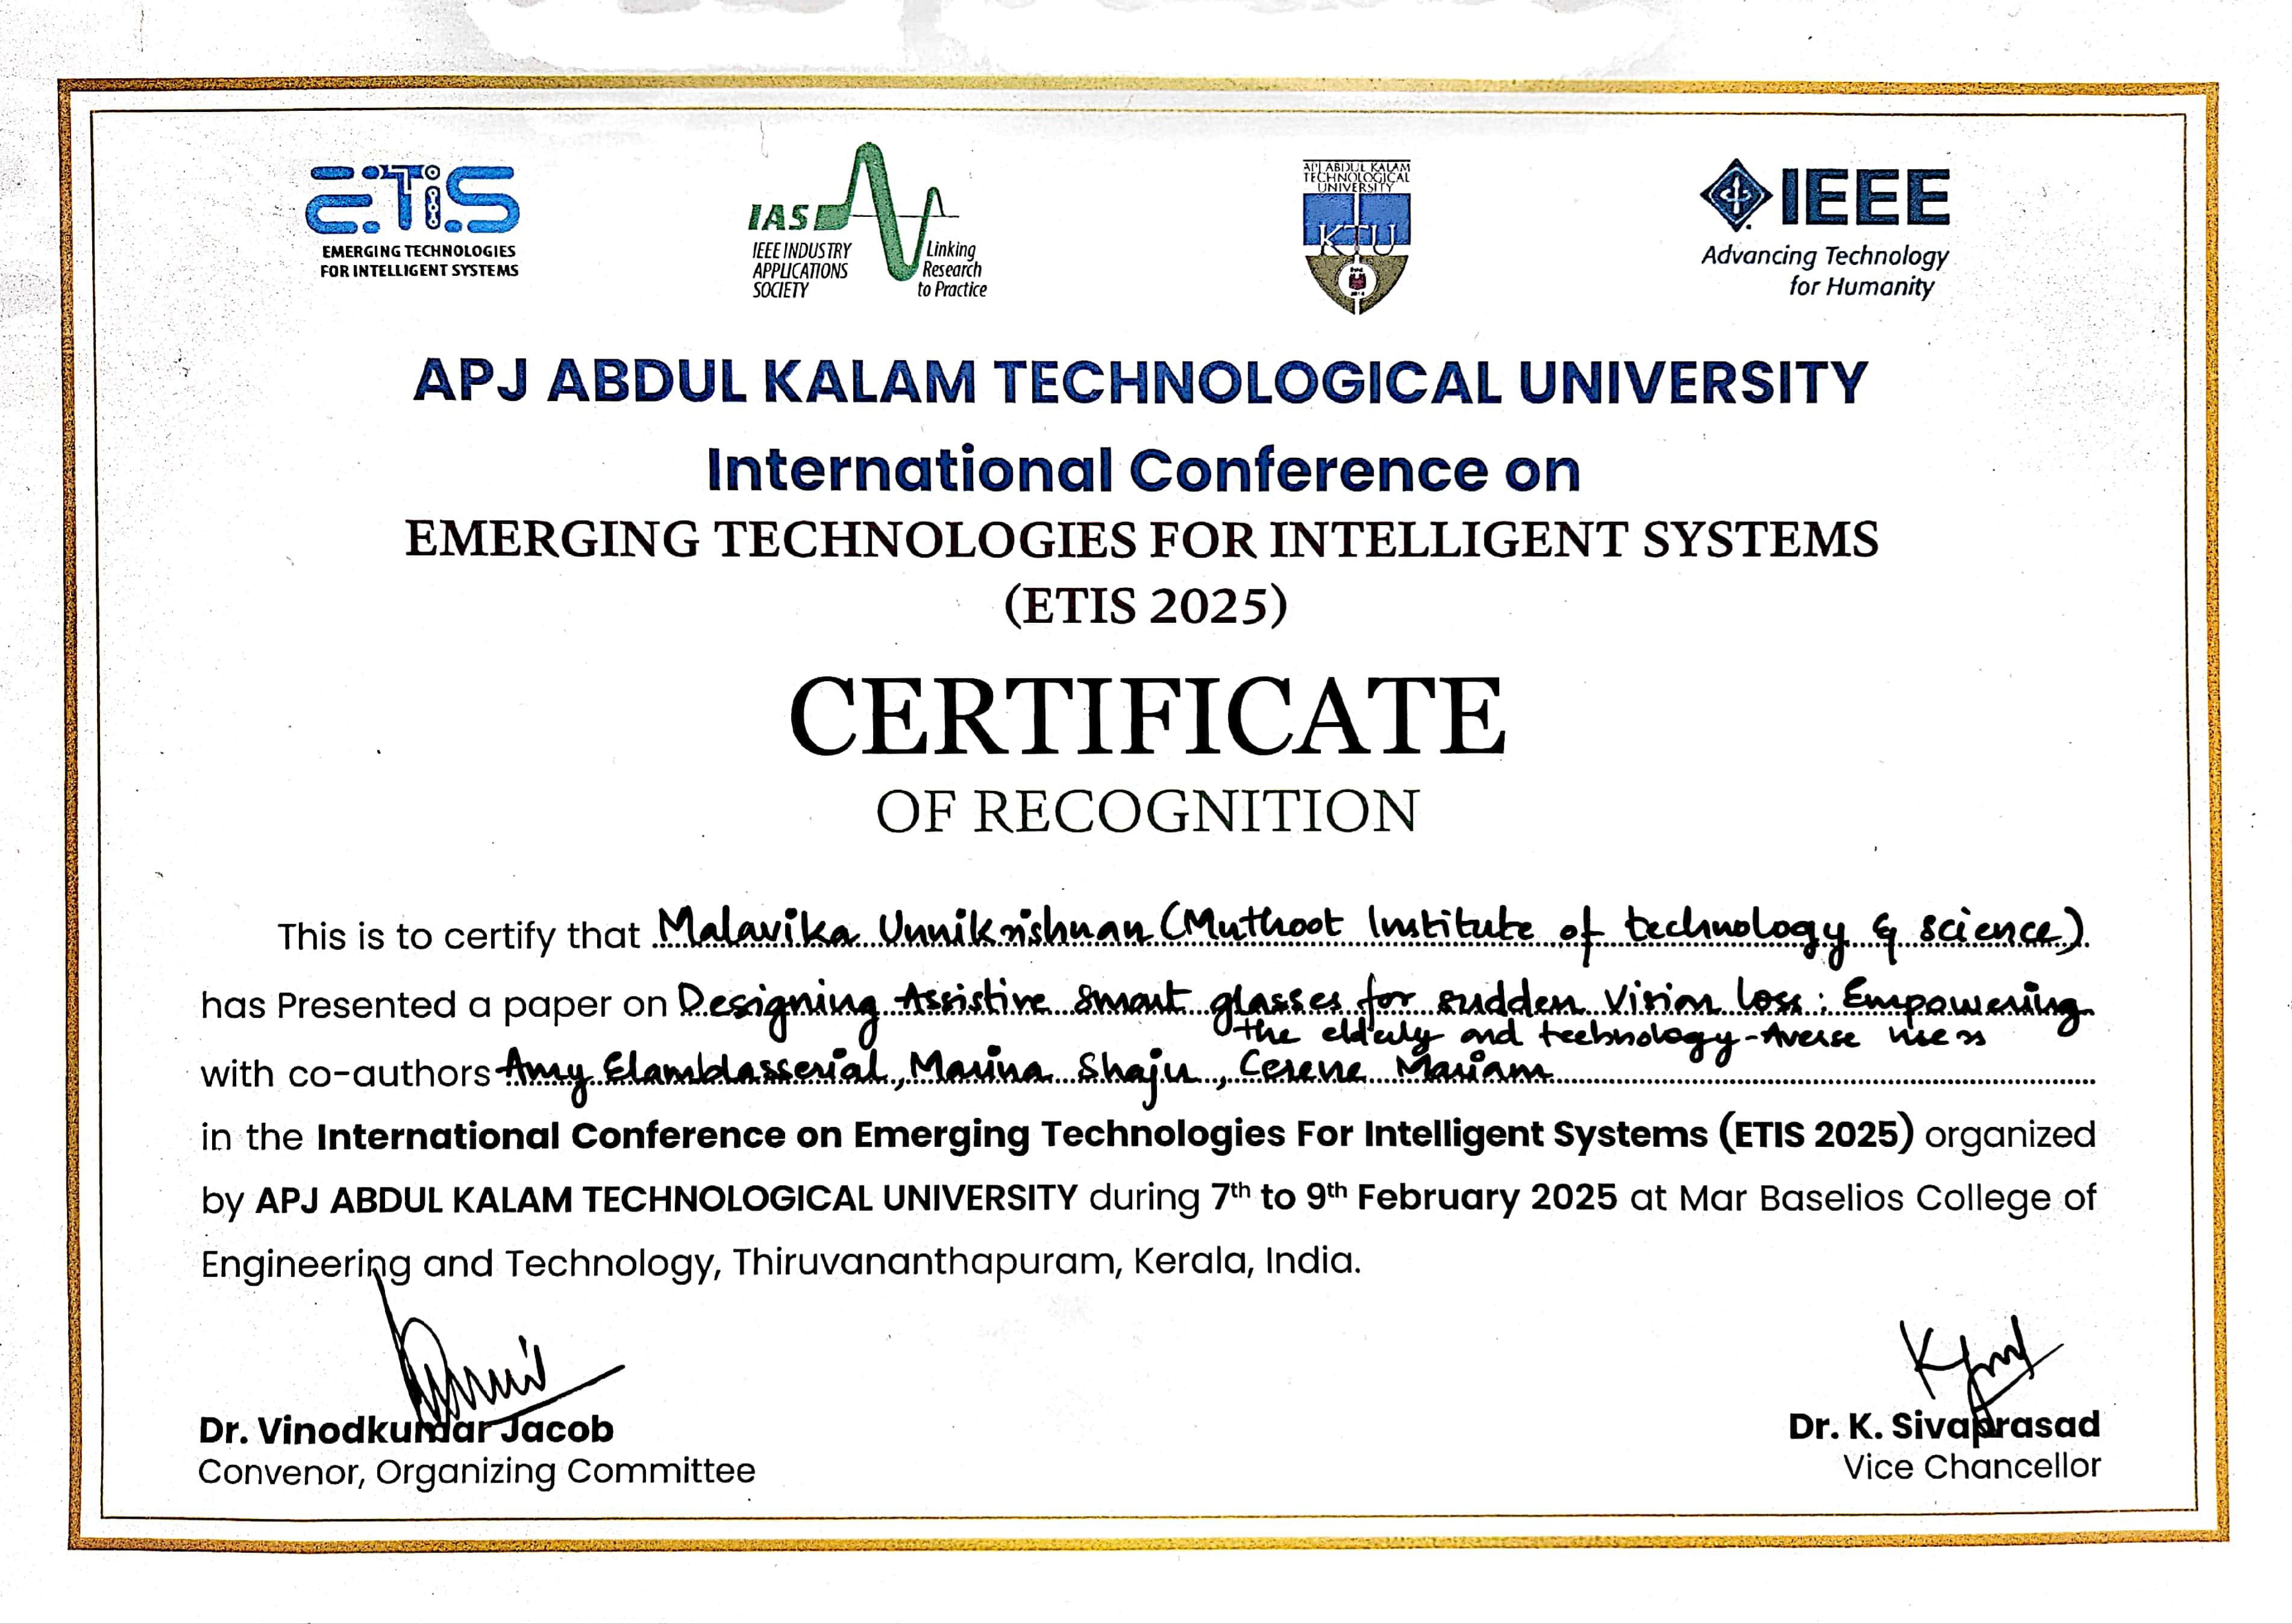 ETIS
EMERGING TECHNOLOGIES
FOR INTELLIGENT SYSTEMS
IAS
IEEE INDUSTRY
APPLICATIONS
SOCIETY
Linking
Research
to Practice
APJ ABDUL KALAM
TECHNOLOGICAL
UNIVERSITY
KTU
IEEE
Advancing Technology
for Humanity
APJ ABDUL KALAM TECHNOLOGICAL UNIVERSITY
International Conference on
EMERGING TECHNOLOGIES FOR INTELLIGENT SYSTEMS
(ETIS 2025)
CERTIFICATE
OF RECOGNITION
This is to certify that Malavika Unnikrishnan (Muthoot Institute of technology & science)
has Presented a paper on Designing Assistive smart glasses for sudden vision loss: Empowering
the elderly and technology-Averse users
with co-authors Amy Elamblasserial, Marina Shaju, Cerene Mariam
in the International Conference on Emerging Technologies For Intelligent Systems (ETIS 2025) organized
by APJ ABDUL KALAM TECHNOLOGICAL UNIVERSITY during 7th to 9th February 2025 at Mar Baselios College of
Engineering and Technology, Thiruvananthapuram, Kerala, India.
Dr. Vinodkumar Jacob
Convenor, Organizing Committee
Dr. K. Sivaprasad
Vice Chancellor